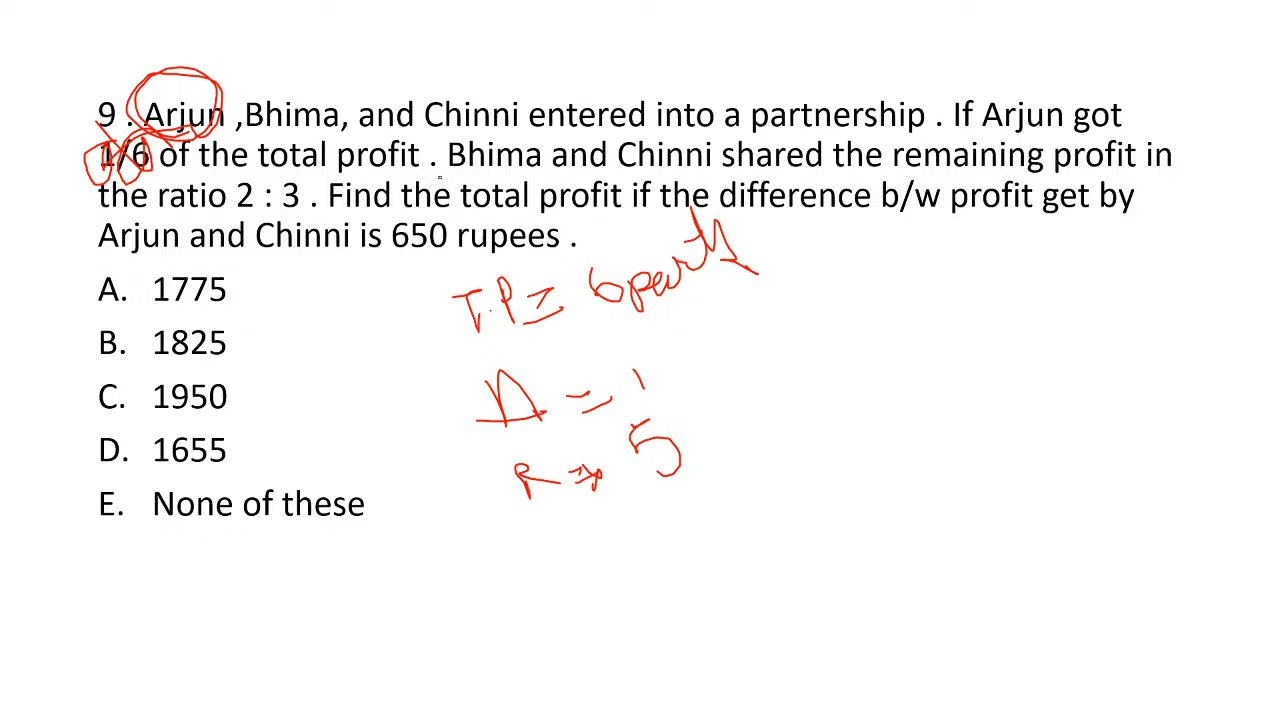 9 . Arjun ,Bhima, and Chinni entered into a partnership . If Arjun got
1/6 of the total profit . Bhima and Chinni shared the remaining profit in
the ratio 2 : 3 . Find the total profit if the difference b/w profit get by
Arjun and Chinni is 650 rupees .
T.P = 6 parts
A. 1775
B. 1825
C. 1950
A = 1
D. 1655
R → 5
E. None of these